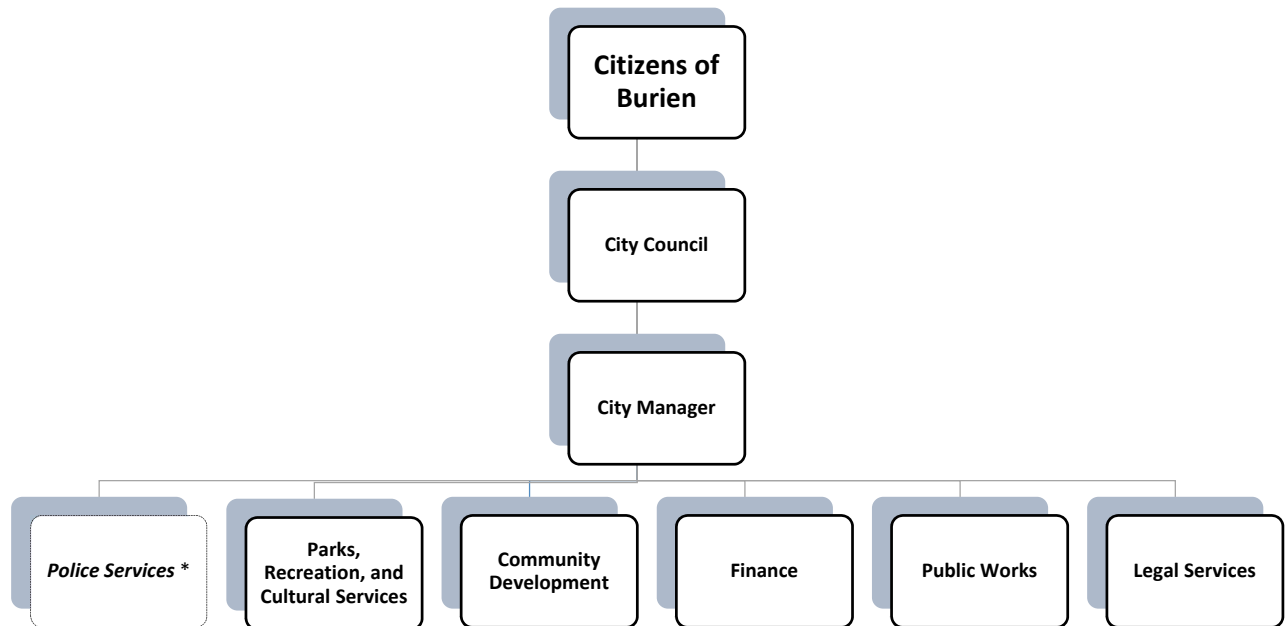 Citizens of
Burien
City Council
City Manager
Police Services *
Parks,
Recreation, and
Cultural Services
Community
Development
Finance
Public Works
Legal Services